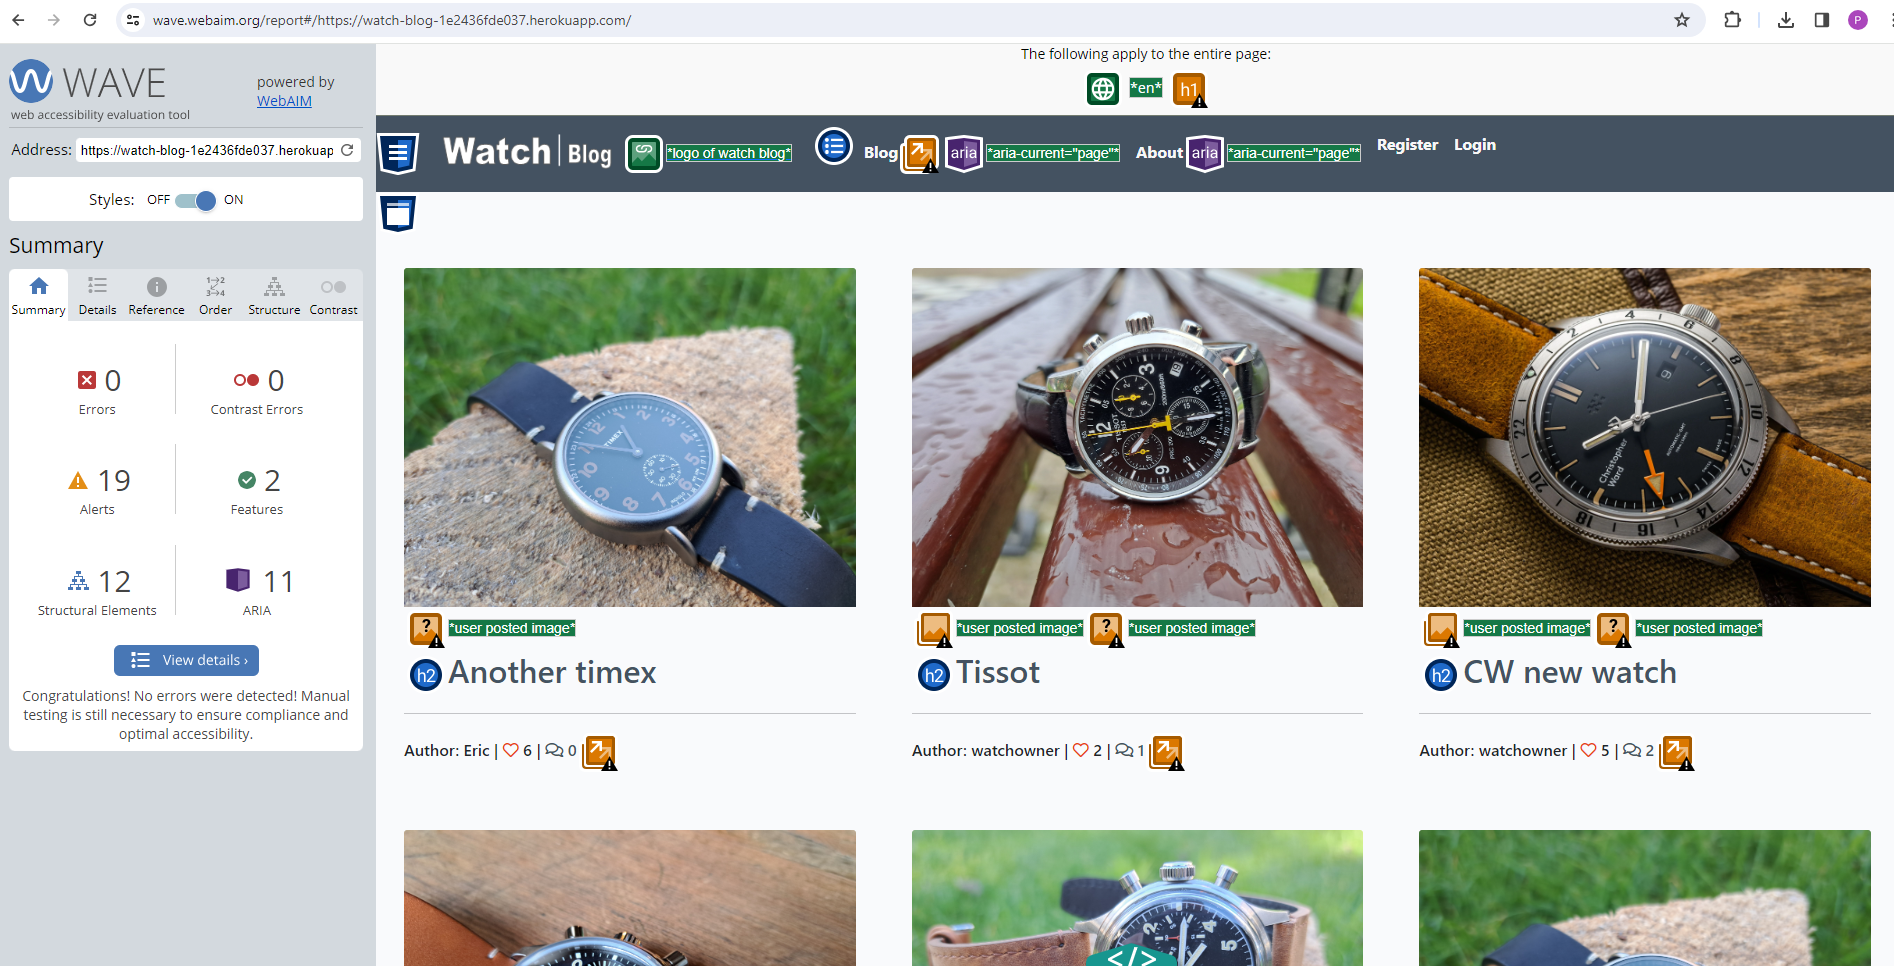 wave.webaim.org/report#/https://watch-blog-1e2436fde037.herokuapp.com/
P
WAVE
web accessibility evaluation tool
powered by
WebAIM
Address: https://watch-blog-1e2436fde037.herokuap
Styles: OFF ON
Summary
Summary Details Reference Order Structure Contrast
0 Errors
0 Contrast Errors
19 Alerts
2 Features
12 Structural Elements
11 ARIA
View details ›
Congratulations! No errors were detected! Manual
testing is still necessary to ensure compliance and
optimal accessibility.
The following apply to the entire page:
*en* h1
Watch | Blog *logo of watch blog* Blog aria *aria-current="page"* About aria *aria-current="page"* Register Login
*user posted image*
h2 Another timex
Author: Eric | 6 | 0
*user posted image* *user posted image*
h2 Tissot
Author: watchowner | 2 | 1
*user posted image* *user posted image*
h2 CW new watch
Author: watchowner | 5 | 2
TIMEX
TISSOT
Christopher
Ward
</>